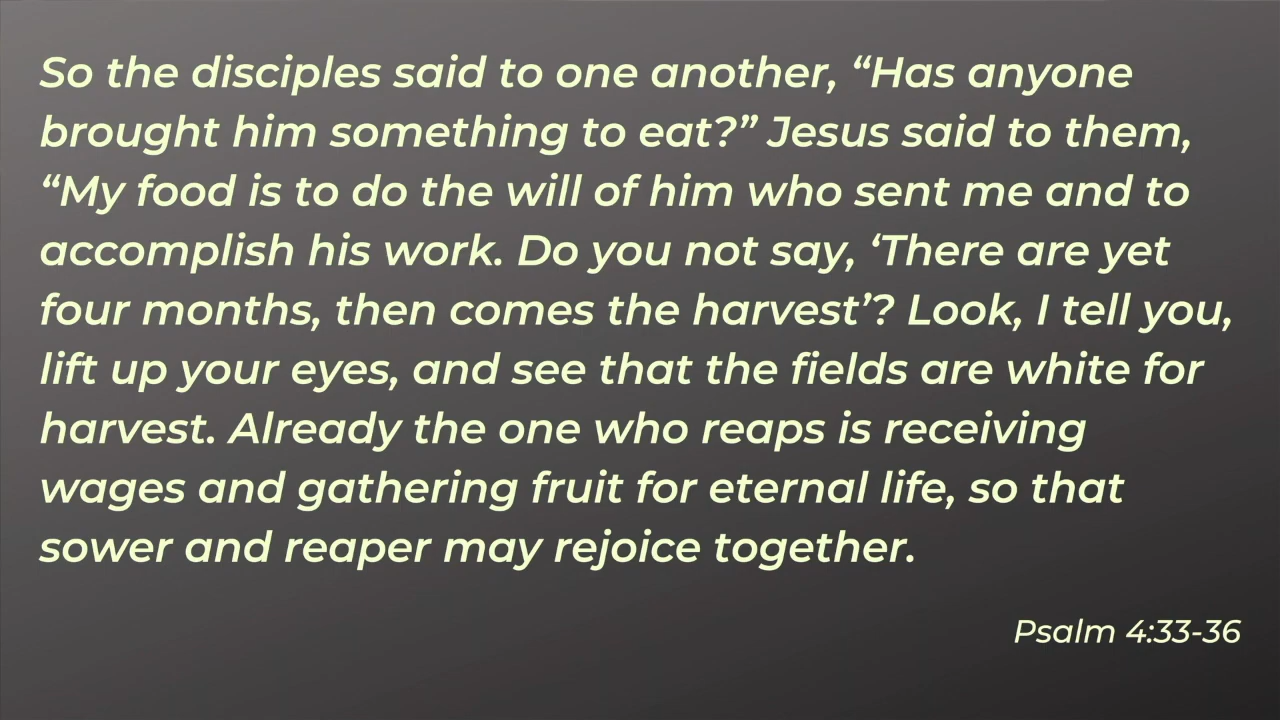 So the disciples said to one another, “Has anyone
brought him something to eat?” Jesus said to them,
“My food is to do the will of him who sent me and to
accomplish his work. Do you not say, ‘There are yet
four months, then comes the harvest’? Look, I tell you,
lift up your eyes, and see that the fields are white for
harvest. Already the one who reaps is receiving
wages and gathering fruit for eternal life, so that
sower and reaper may rejoice together.
Psalm 4:33-36